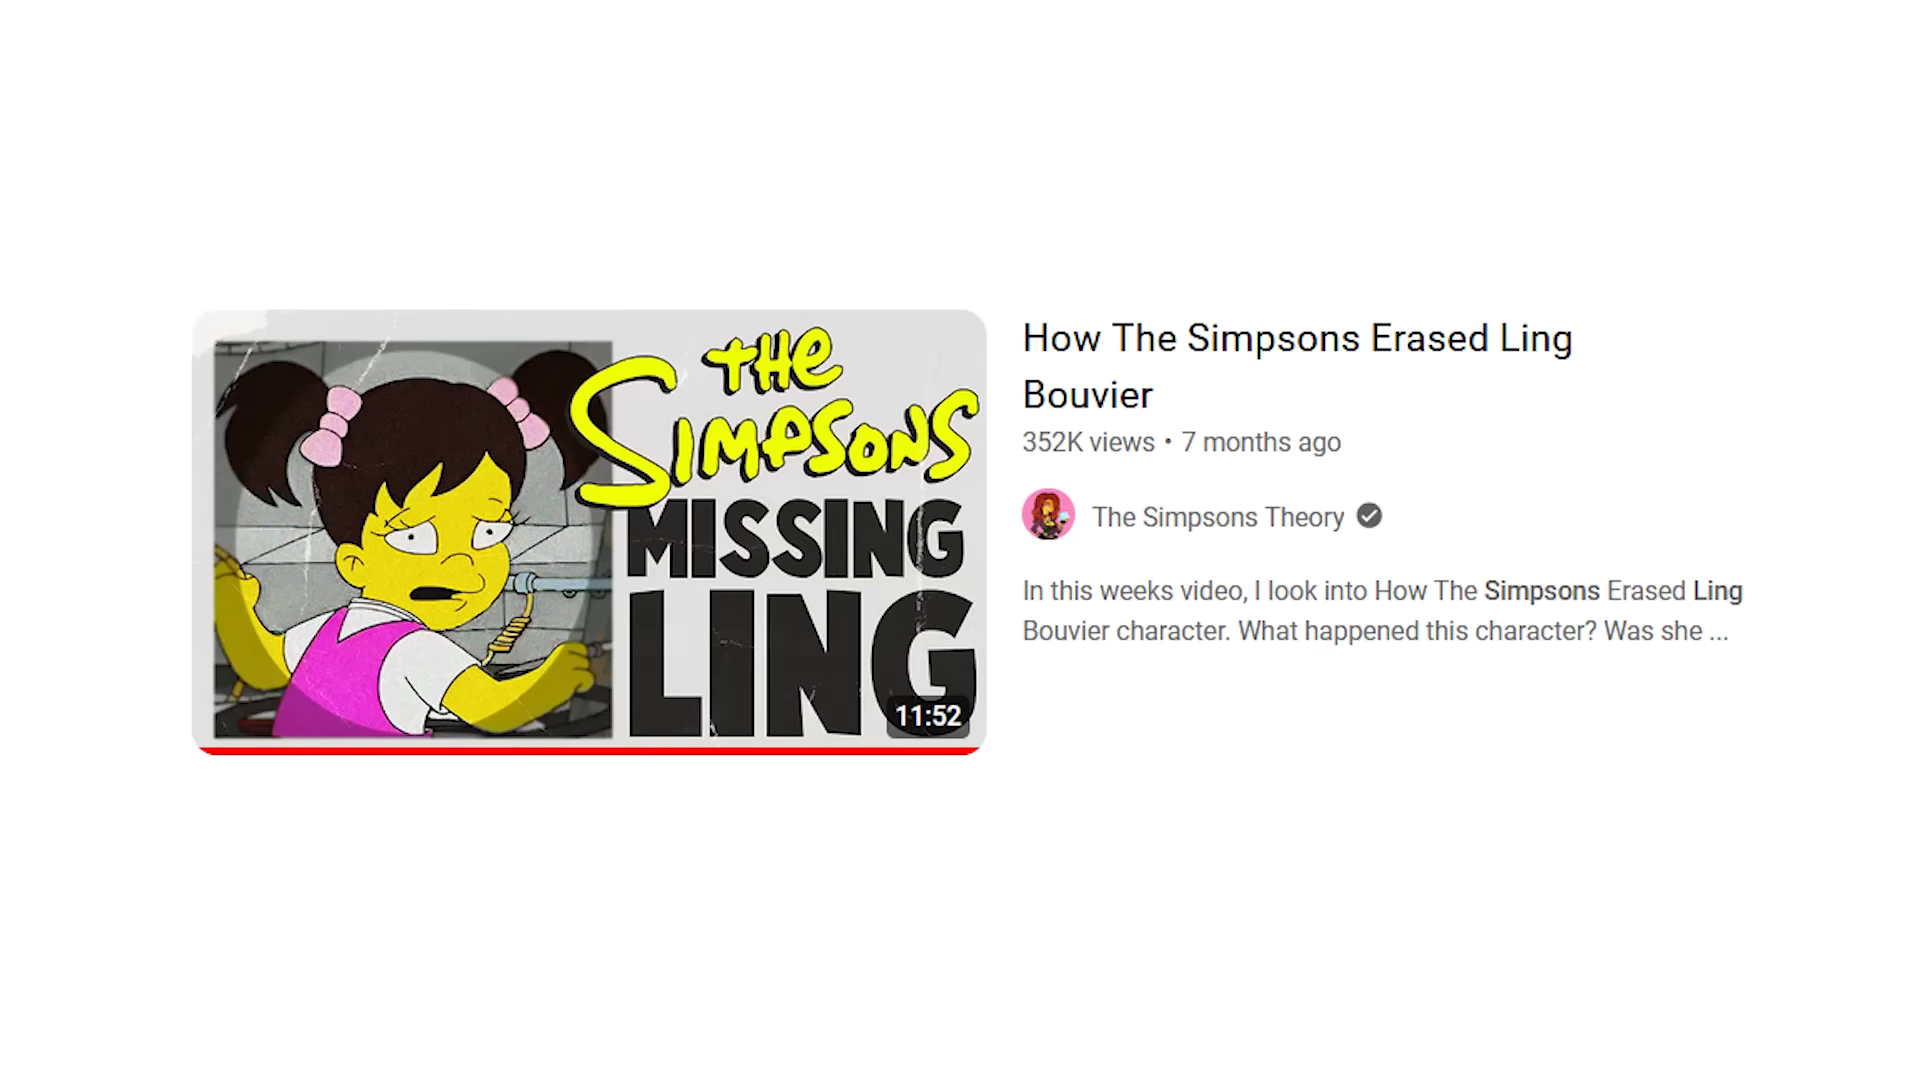 THE
SIMPSONS
MISSING
LING
11:52
How The Simpsons Erased Ling
Bouvier
352K views • 7 months ago
The Simpsons Theory
In this weeks video, I look into How The Simpsons Erased Ling
Bouvier character. What happened this character? Was she ...